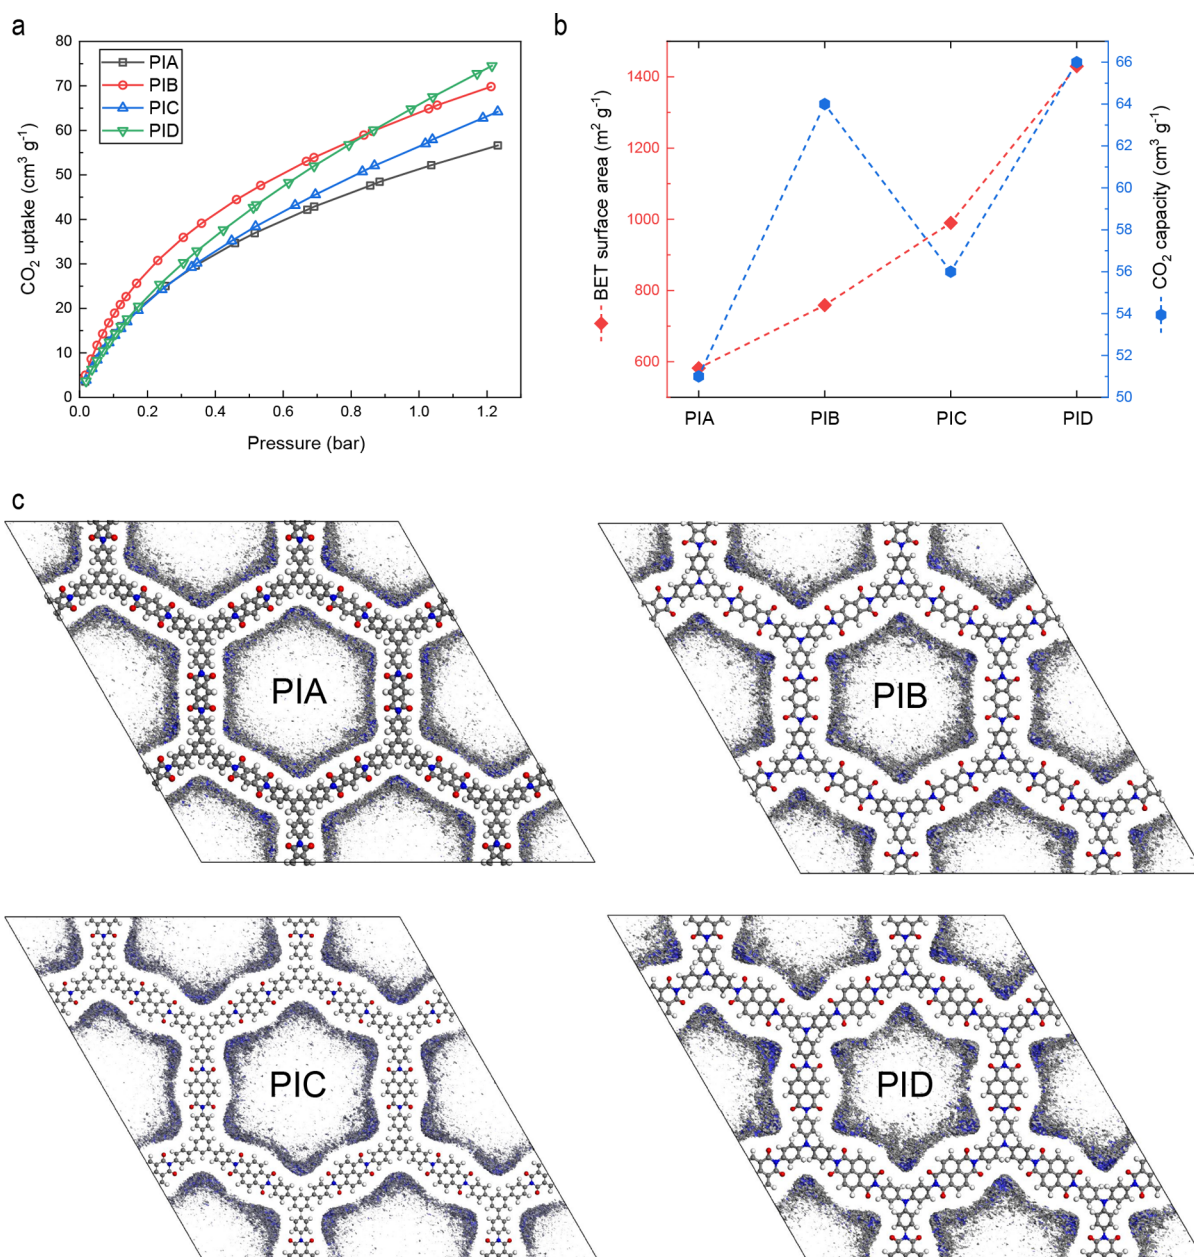 a
80
70
60
50
40
30
20
10
0
CO₂ uptake (cm³ g⁻¹)
PIA
PIB
PIC
PID
0.0 0.2 0.4 0.6 0.8 1.0 1.2
Pressure (bar)
b
1400
1200
1000
800
600
BET surface area (m² g⁻¹)
66
64
62
60
58
56
54
52
50
CO₂ capacity (cm³ g⁻¹)
PIA PIB PIC PID
c
PIA
PIB
PIC
PID